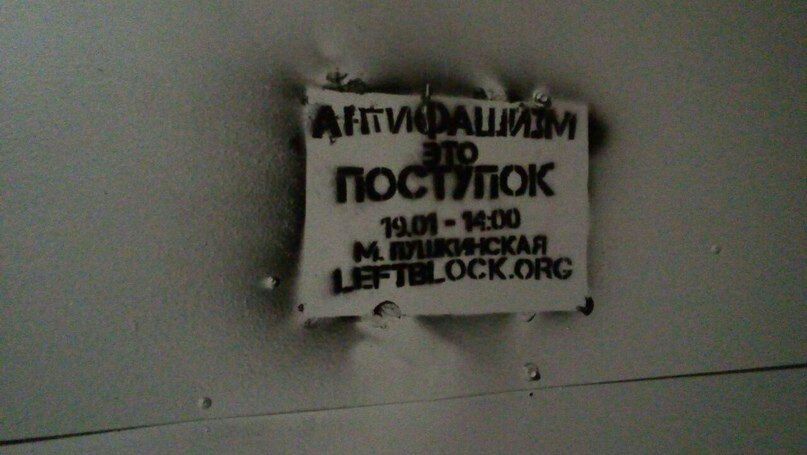 АНТИФАШИЗМ
ЭТО
ПОСТУПОК
19.01 - 14:00
М. ПУШКИНСКАЯ
LEFTBLOCK.ORG